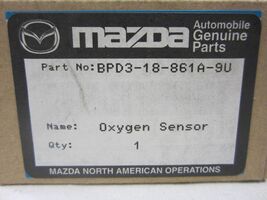 mazda
Automobile
Genuine
Parts
Part No:BPD3-18-861A-9U
Name: Oxygen Sensor
Qty: 1
MAZDA NORTH AMERICAN OPERATIONS